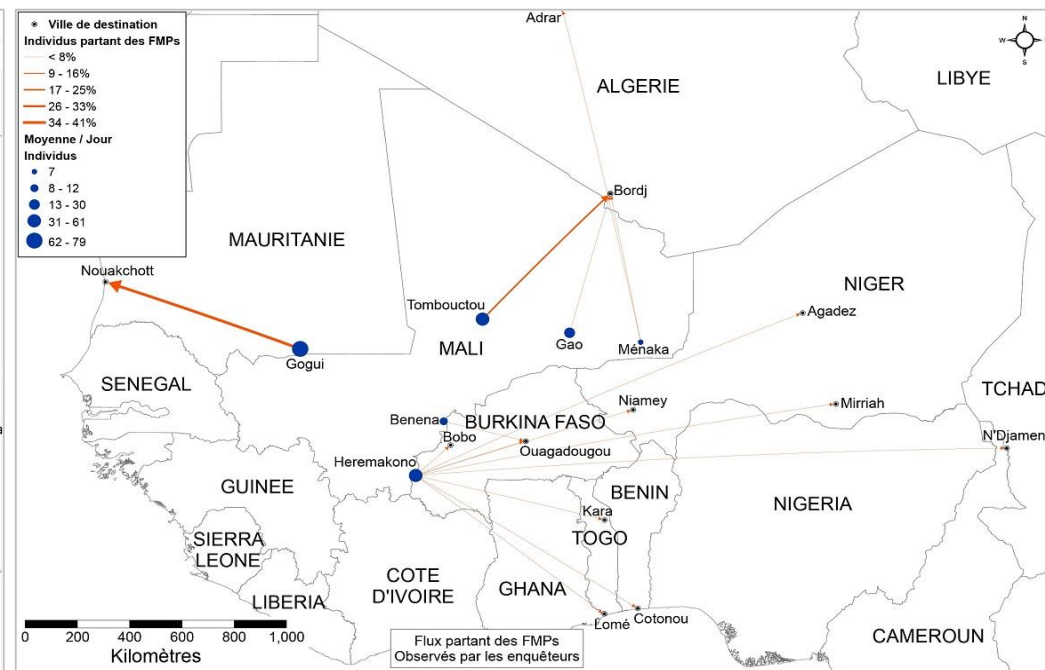 Ville de destination
Individus partant des FMPs
< 8%
9 - 16%
17 - 25%
26 - 33%
34 - 41%
Moyenne / Jour
Individus
7
8 - 12
13 - 30
31 - 61
62 - 79
Adrar
N
W E
S
ALGERIE
LIBYE
Bordj
MAURITANIE
Nouakchott
NIGER
Tombouctou
Agadez
MALI
Gao
Ménaka
Gogui
SENEGAL
TCHAD
Niamey
Mirriah
Benena
BURKINA FASO
Bobo
Ouagadougou
N'Djamen
Heremakono
GUINEE
BENIN
NIGERIA
Kara
TOGO
SIERRA
LEONE
COTE
D'IVOIRE
GHANA
LIBERIA
Lomé
Cotonou
CAMEROUN
0 200 400 600 800 1,000
Kilomètres
Flux partant des FMPs
Observés par les enquêteurs